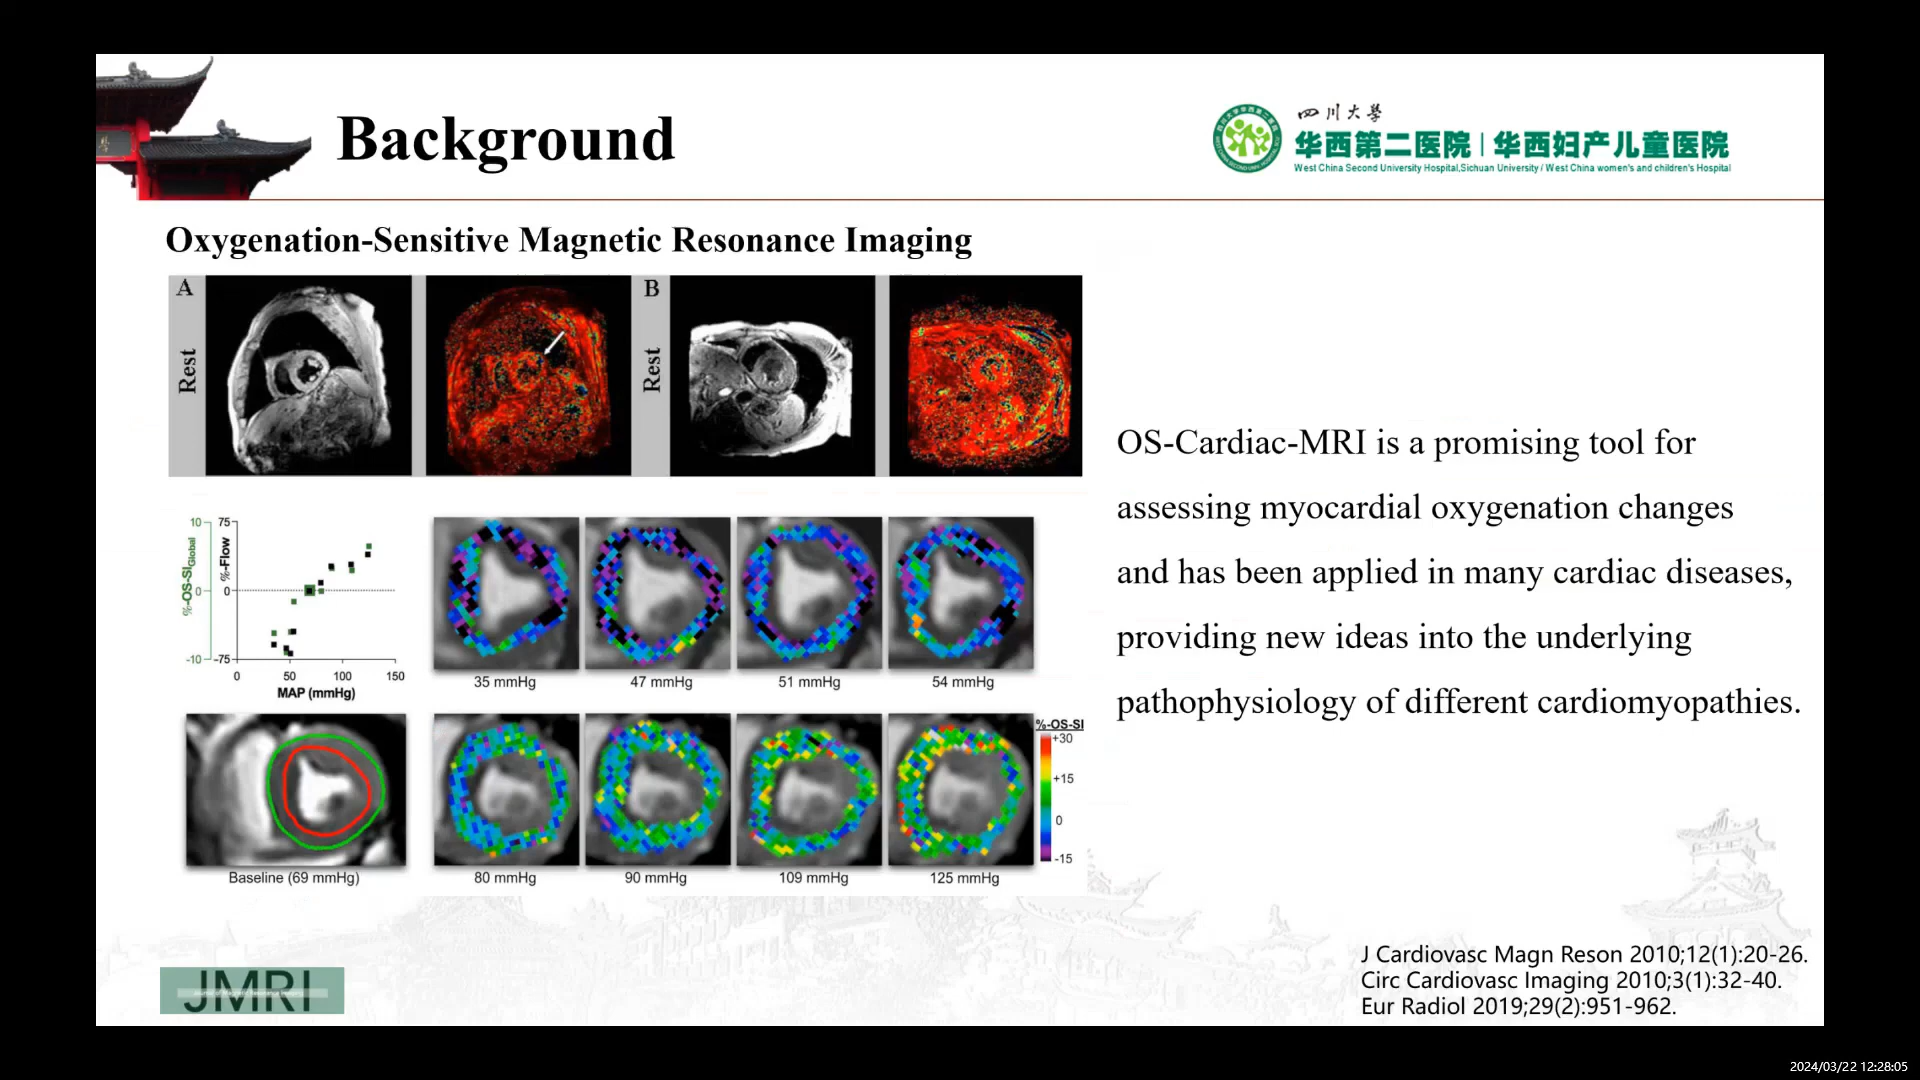 Background
四川大學
华西第二医院 | 华西妇产儿童医院
West China Second University Hospital,Sichuan University / West China women's and children's Hospital
Oxygenation-Sensitive Magnetic Resonance Imaging
A
Rest
B
Rest
%-OS-SI Global
10
0
-10
%-Flow
75
0
-75
0 50 100 150
MAP (mmHg)
35 mmHg
47 mmHg
51 mmHg
54 mmHg
Baseline (69 mmHg)
80 mmHg
90 mmHg
109 mmHg
125 mmHg
%-OS-SI
+30
+15
0
-15
OS-Cardiac-MRI is a promising tool for
assessing myocardial oxygenation changes
and has been applied in many cardiac diseases,
providing new ideas into the underlying
pathophysiology of different cardiomyopathies.
J Cardiovasc Magn Reson 2010;12(1):20-26.
Circ Cardiovasc Imaging 2010;3(1):32-40.
Eur Radiol 2019;29(2):951-962.
JMRI
2024/03/22 12:28:05